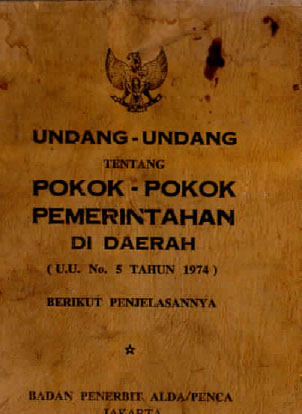 UNDANG-UNDANG
TENTANG
POKOK-POKOK
PEMERINTAHAN
DI DAERAH
(U.U. No. 5 TAHUN 1974)
BERIKUT PENJELASANNYA
BADAN PENERBIT ALDA/PENCA
JAKARTA